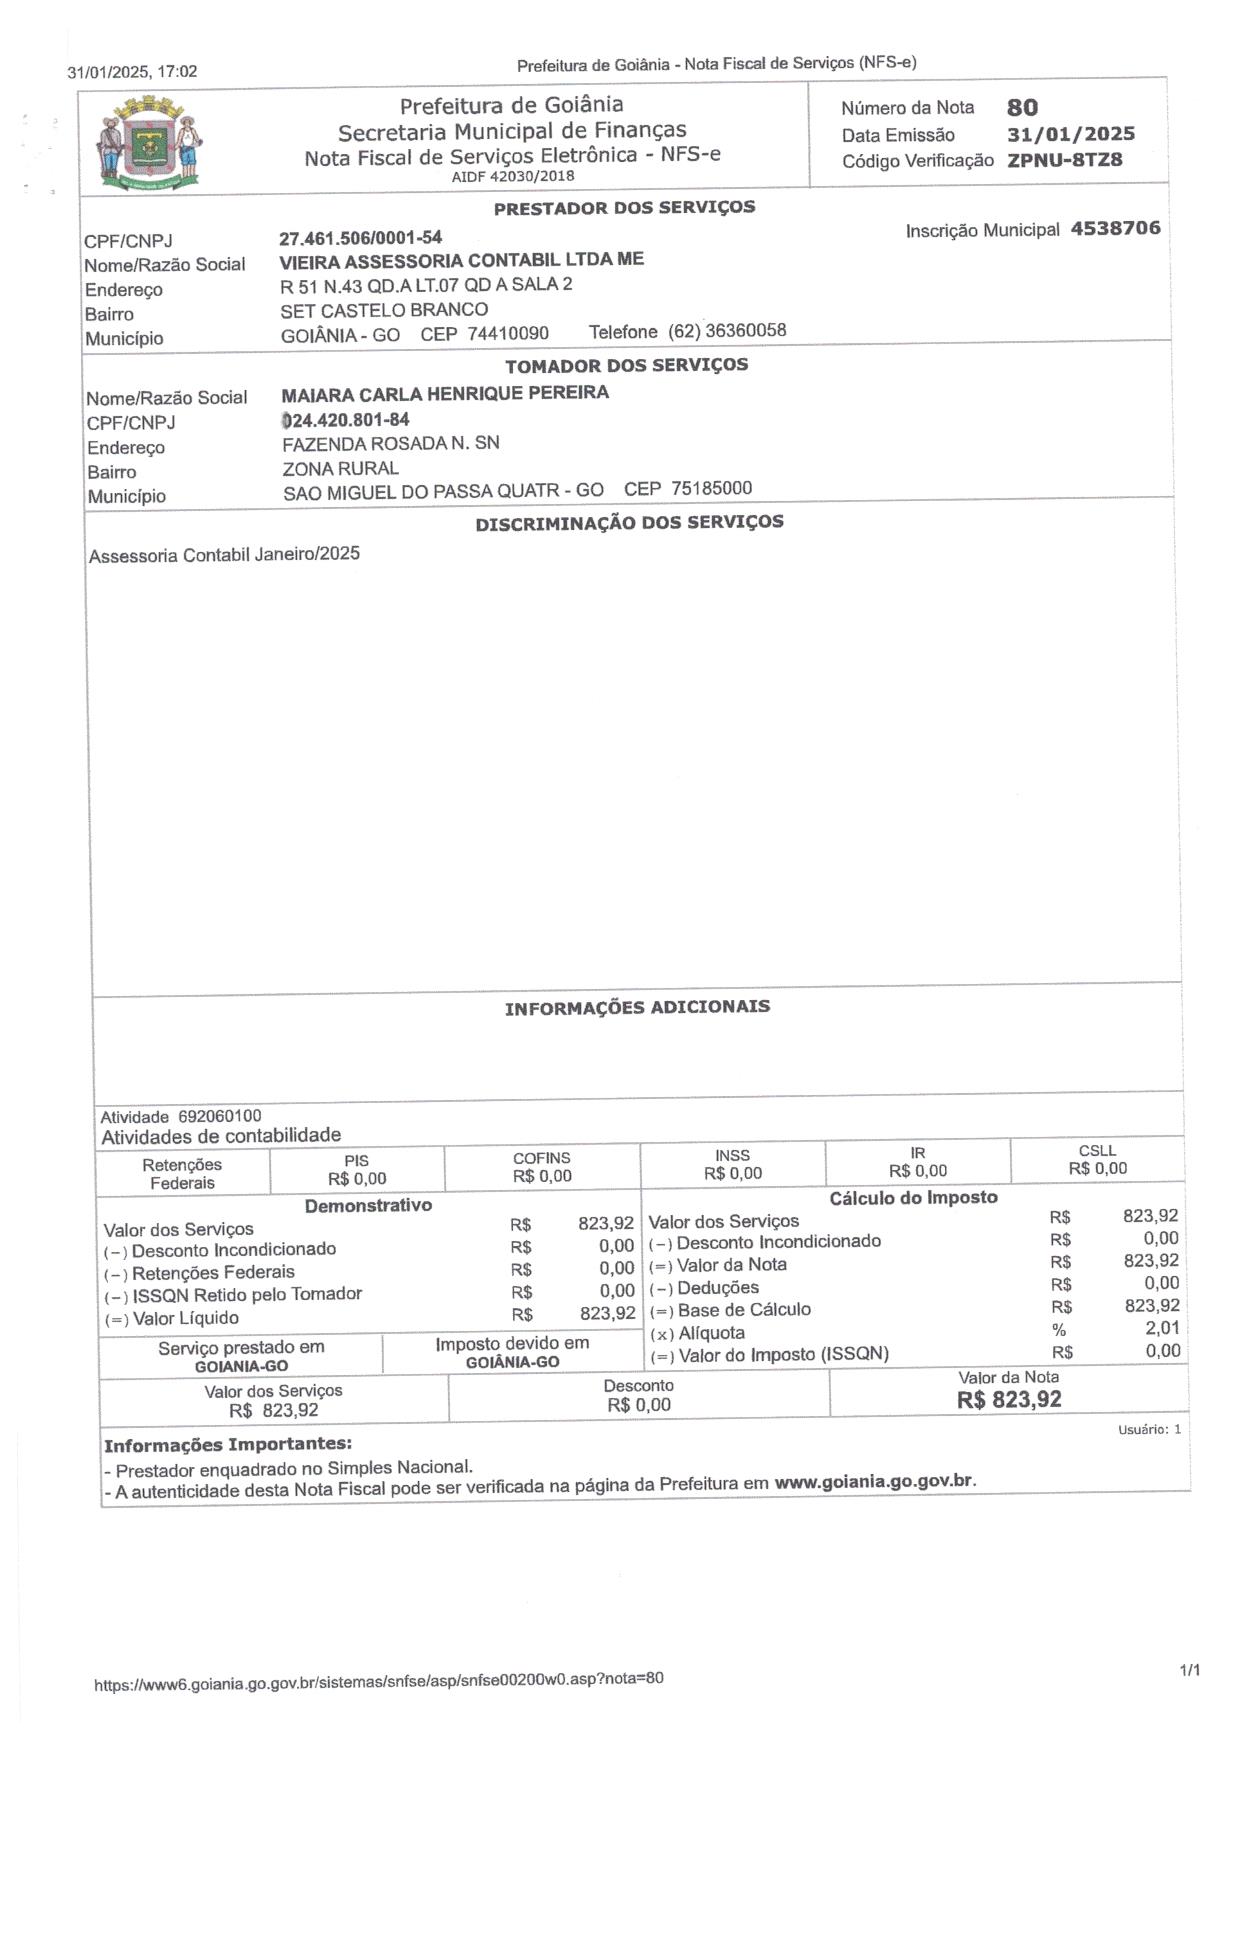 31/01/2025, 17:02
Prefeitura de Goiânia - Nota Fiscal de Serviços (NFS-e)
Prefeitura de Goiânia
Secretaria Municipal de Finanças
Nota Fiscal de Serviços Eletrônica - NFS-e
AIDF 42030/2018
Número da Nota 80
Data Emissão 31/01/2025
Código Verificação ZPNU-8TZ8
PRESTADOR DOS SERVIÇOS
CPF/CNPJ 27.461.506/0001-54
Inscrição Municipal 4538706
Nome/Razão Social VIEIRA ASSESSORIA CONTABIL LTDA ME
Endereço R 51 N.43 QD.A LT.07 QD A SALA 2
Bairro SET CASTELO BRANCO
Município GOIÂNIA - GO CEP 74410090 Telefone (62) 36360058
TOMADOR DOS SERVIÇOS
Nome/Razão Social MAIARA CARLA HENRIQUE PEREIRA
CPF/CNPJ 024.420.801-84
Endereço FAZENDA ROSADA N. SN
Bairro ZONA RURAL
Município SAO MIGUEL DO PASSA QUATR - GO CEP 75185000
DISCRIMINAÇÃO DOS SERVIÇOS
Assessoria Contabil Janeiro/2025
INFORMAÇÕES ADICIONAIS
Atividade 692060100
Atividades de contabilidade
Retenções Federais
PIS R$ 0,00
COFINS R$ 0,00
INSS R$ 0,00
IR R$ 0,00
CSLL R$ 0,00
Demonstrativo
Valor dos Serviços R$ 823,92
(-) Desconto Incondicionado R$ 0,00
(-) Retenções Federais R$ 0,00
(-) ISSQN Retido pelo Tomador R$ 0,00
(=) Valor Líquido R$ 823,92
Cálculo do Imposto
Valor dos Serviços R$ 823,92
(-) Desconto Incondicionado R$ 0,00
(=) Valor da Nota R$ 823,92
(-) Deduções R$ 0,00
(=) Base de Cálculo R$ 823,92
(x) Alíquota % 2,01
(=) Valor do Imposto (ISSQN) R$ 0,00
Serviço prestado em
GOIANIA-GO
Imposto devido em
GOIÂNIA-GO
Valor dos Serviços
R$ 823,92
Desconto
R$ 0,00
Valor da Nota
R$ 823,92
Usuário: 1
Informações Importantes:
- Prestador enquadrado no Simples Nacional.
- A autenticidade desta Nota Fiscal pode ser verificada na página da Prefeitura em www.goiania.go.gov.br.
https://www6.goiania.go.gov.br/sistemas/snfse/asp/snfse00200w0.asp?nota=80
1/1